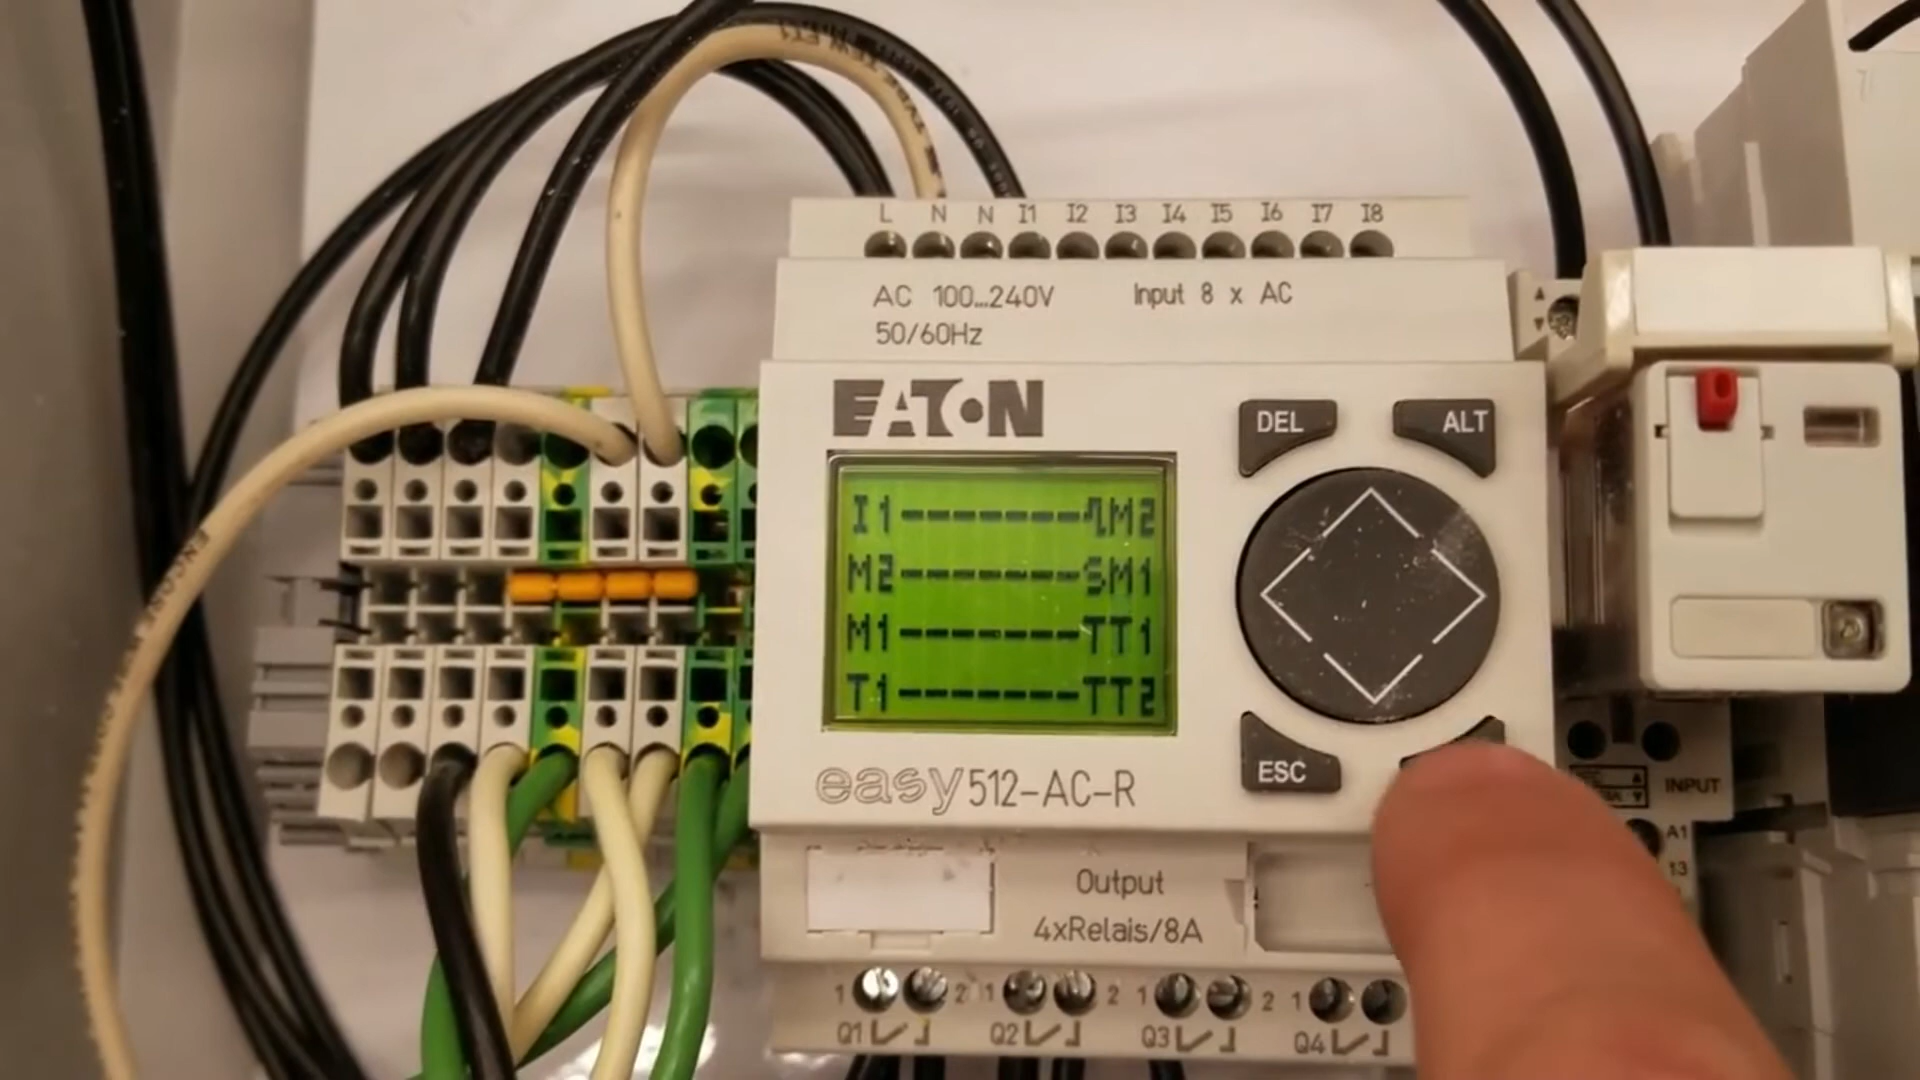 L N N I1 I2 I3 I4 I5 I6 I7 I8
AC 100...240V Input 8 x AC
50/60Hz
EATON
DEL ALT
I1-------⎍M2
M2-------SM1
M1-------TT1
T1-------TT2
easy512-AC-R
ESC
INPUT
A1
13
Output
4xRelais/8A
1 2 1 2 1 2 1
Q1 Q2 Q3 Q4